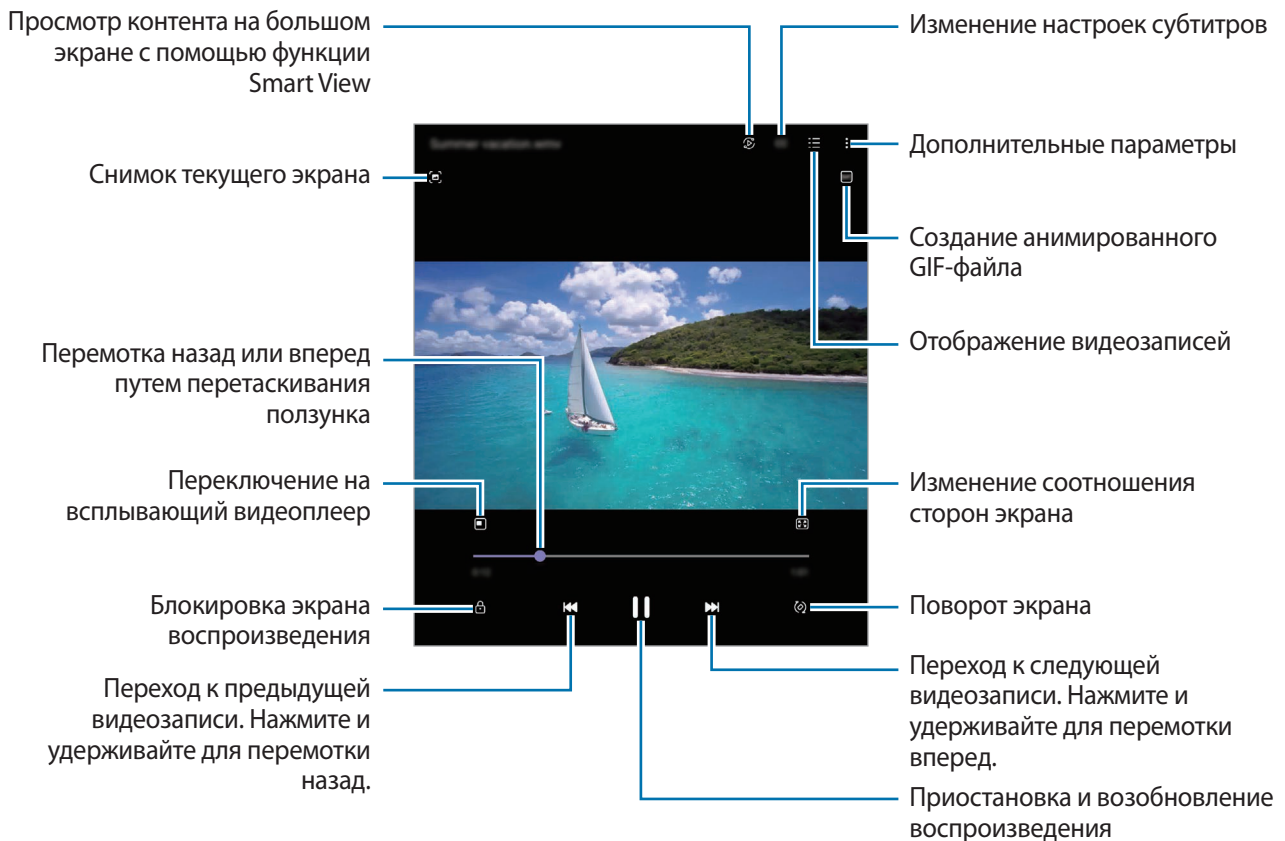 Просмотр контента на большом
экране с помощью функции
Smart View
Снимок текущего экрана
Перемотка назад или вперед
путем перетаскивания
ползунка
Переключение на
всплывающий видеоплеер
Блокировка экрана
воспроизведения
Переход к предыдущей
видеозаписи. Нажмите и
удерживайте для перемотки
назад.
Summer vacation.wmv
Изменение настроек субтитров
Дополнительные параметры
Создание анимированного
GIF-файла
Отображение видеозаписей
Изменение соотношения
сторон экрана
Поворот экрана
Переход к следующей
видеозаписи. Нажмите и
удерживайте для перемотки
вперед.
Приостановка и возобновление
воспроизведения